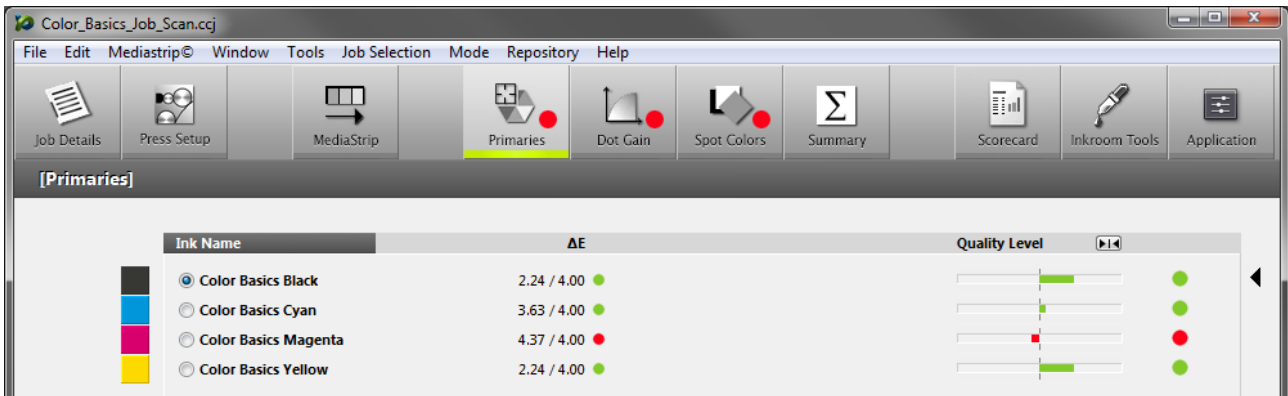 Color_Basics_Job_Scan.ccj
File Edit Mediastrip© Window Tools Job Selection Mode Repository Help
Job Details Press Setup MediaStrip Primaries Dot Gain Spot Colors Summary Scorecard Inkroom Tools Application
[Primaries]
Ink Name ΔE Quality Level
Color Basics Black 2.24 / 4.00
Color Basics Cyan 3.63 / 4.00
Color Basics Magenta 4.37 / 4.00
Color Basics Yellow 2.24 / 4.00